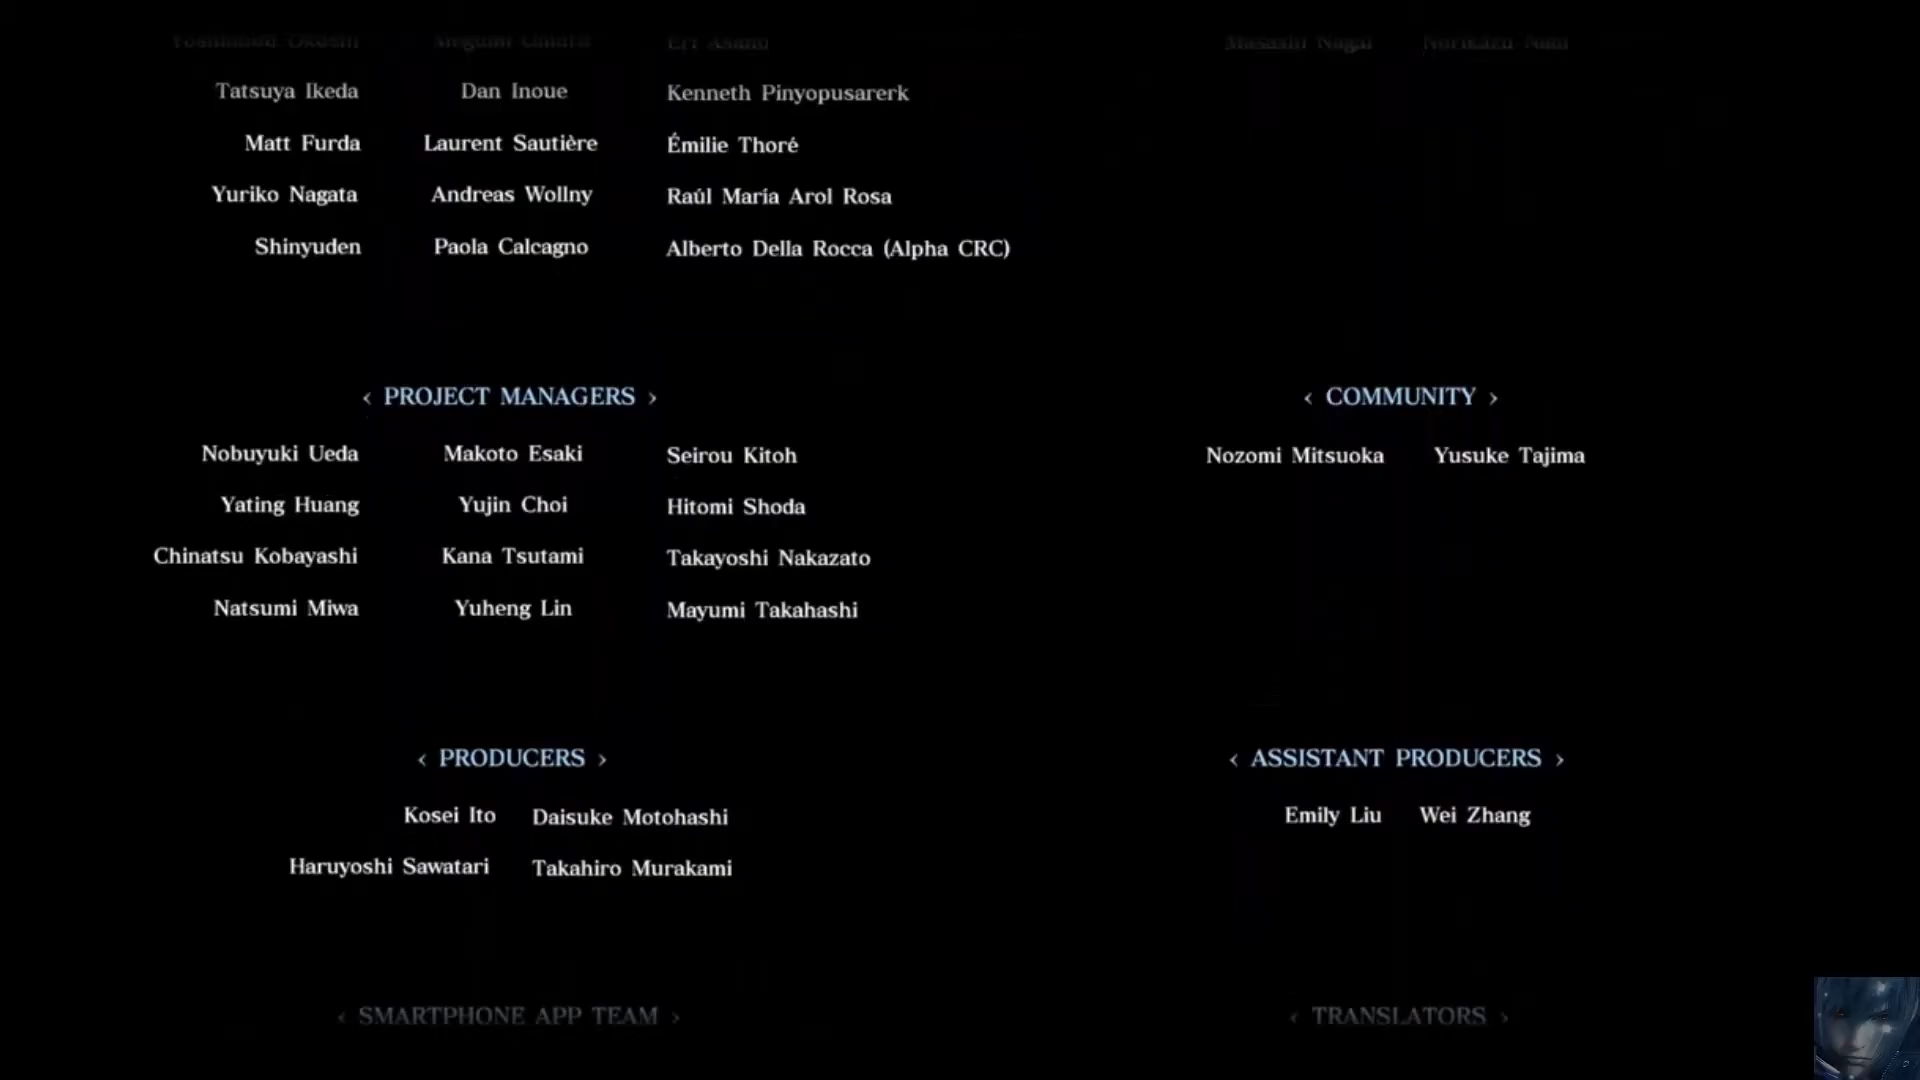 Tatsuya Ikeda Dan Inoue Kenneth Pinyopusarerk
Matt Furda Laurent Sautière Émilie Thoré
Yuriko Nagata Andreas Wollny Raúl María Arol Rosa
Shinyuden Paola Calcagno Alberto Della Rocca (Alpha CRC)
‹ PROJECT MANAGERS ›
Nobuyuki Ueda Makoto Esaki Seirou Kitoh
Yating Huang Yujin Choi Hitomi Shoda
Chinatsu Kobayashi Kana Tsutami Takayoshi Nakazato
Natsumi Miwa Yuheng Lin Mayumi Takahashi
‹ COMMUNITY ›
Nozomi Mitsuoka Yusuke Tajima
‹ PRODUCERS ›
Kosei Ito Daisuke Motohashi
Haruyoshi Sawatari Takahiro Murakami
‹ ASSISTANT PRODUCERS ›
Emily Liu Wei Zhang
‹ SMARTPHONE APP TEAM ›
‹ TRANSLATORS ›